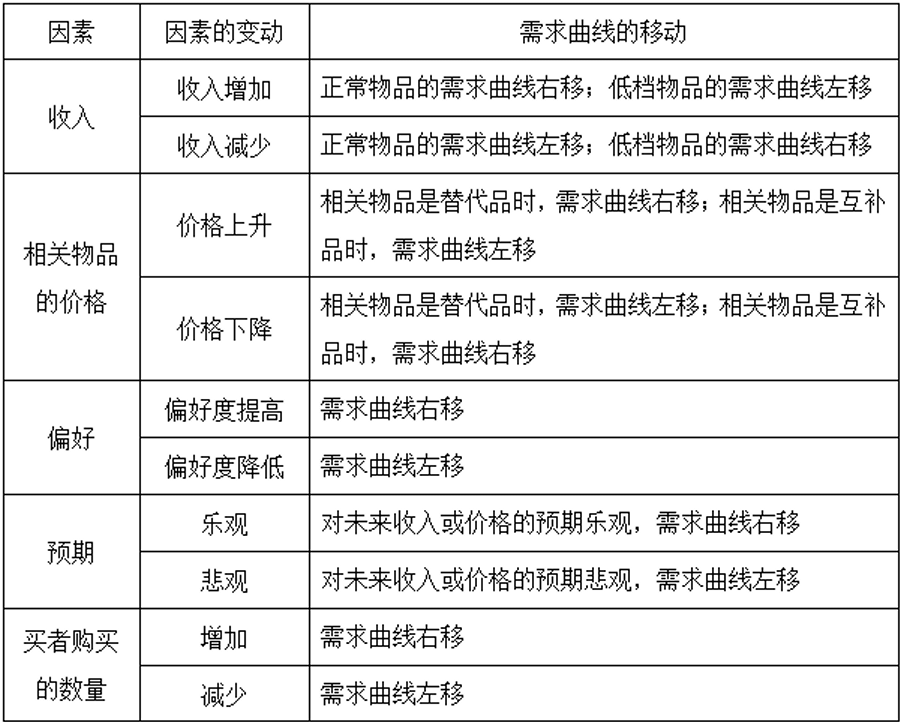 因素 因素的变动 需求曲线的移动
收入 收入增加 正常物品的需求曲线右移；低档物品的需求曲线左移
收入减少 正常物品的需求曲线左移；低档物品的需求曲线右移
相关物品
的价格
价格上升
相关物品是替代品时，需求曲线右移；相关物品是互补
品时，需求曲线左移
价格下降
相关物品是替代品时，需求曲线左移；相关物品是互补
品时，需求曲线右移
偏好 偏好度提高 需求曲线右移
偏好度降低 需求曲线左移
预期 乐观 对未来收入或价格的预期乐观，需求曲线右移
悲观 对未来收入或价格的预期悲观，需求曲线左移
买者购买
的数量
增加 需求曲线右移
减少 需求曲线左移